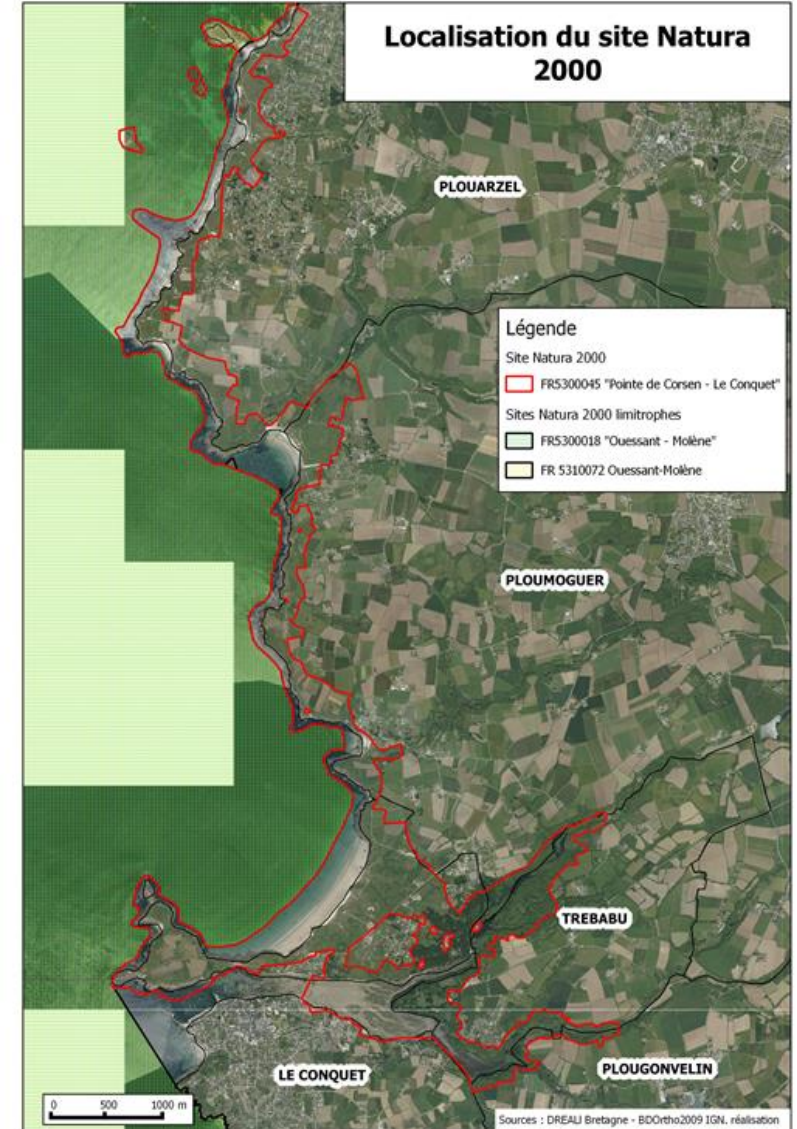 Localisation du site Natura
2000
PLOUARZEL
Légende
Site Natura 2000
FR5300045 "Pointe de Corsen - Le Conquet"
Sites Natura 2000 limitrophes
FR5300018 "Ouessant - Molène"
FR 5310072 Ouessant-Molène
PLOUMOGUER
TREBABU
LE CONQUET
PLOUGONVELIN
0 500 1000 m
Sources : DREAU Bretagne - BDOrtho2009 IGN. réalisation